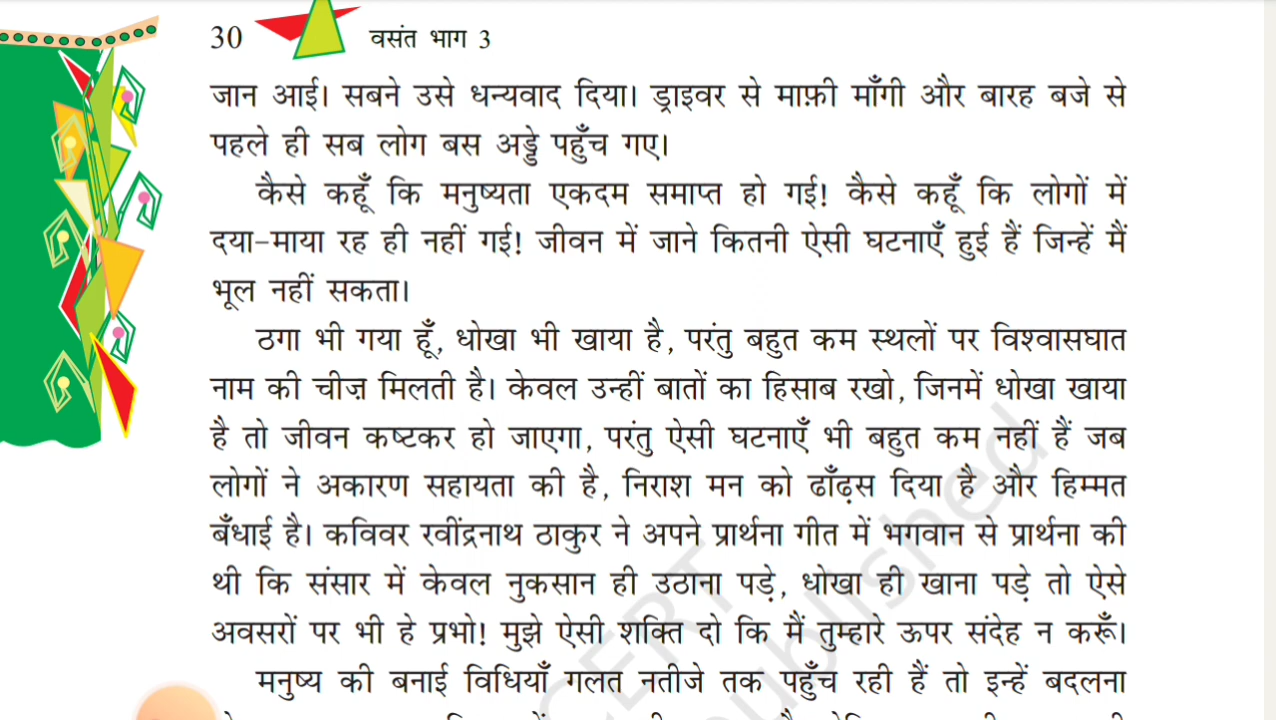 30
वसंत भाग 3
जान आई। सबने उसे धन्यवाद दिया। ड्राइवर से माफ़ी माँगी और बारह बजे से
पहले ही सब लोग बस अड्डे पहुँच गए।
कैसे कहूँ कि मनुष्यता एकदम समाप्त हो गई! कैसे कहूँ कि लोगों में
दया-माया रह ही नहीं गई! जीवन में जाने कितनी ऐसी घटनाएँ हुई हैं जिन्हें मैं
भूल नहीं सकता।
ठगा भी गया हूँ, धोखा भी खाया है, परंतु बहुत कम स्थलों पर विश्वासघात
नाम की चीज़ मिलती है। केवल उन्हीं बातों का हिसाब रखो, जिनमें धोखा खाया
है तो जीवन कष्टकर हो जाएगा, परंतु ऐसी घटनाएँ भी बहुत कम नहीं हैं जब
लोगों ने अकारण सहायता की है, निराश मन को ढाँढ़स दिया है और हिम्मत
बँधाई है। कविवर रवींद्रनाथ ठाकुर ने अपने प्रार्थना गीत में भगवान से प्रार्थना की
थी कि संसार में केवल नुकसान ही उठाना पड़े, धोखा ही खाना पड़े तो ऐसे
अवसरों पर भी हे प्रभो! मुझे ऐसी शक्ति दो कि मैं तुम्हारे ऊपर संदेह न करूँ।
मनुष्य की बनाई विधियाँ गलत नतीजे तक पहुँच रही हैं तो इन्हें बदलना